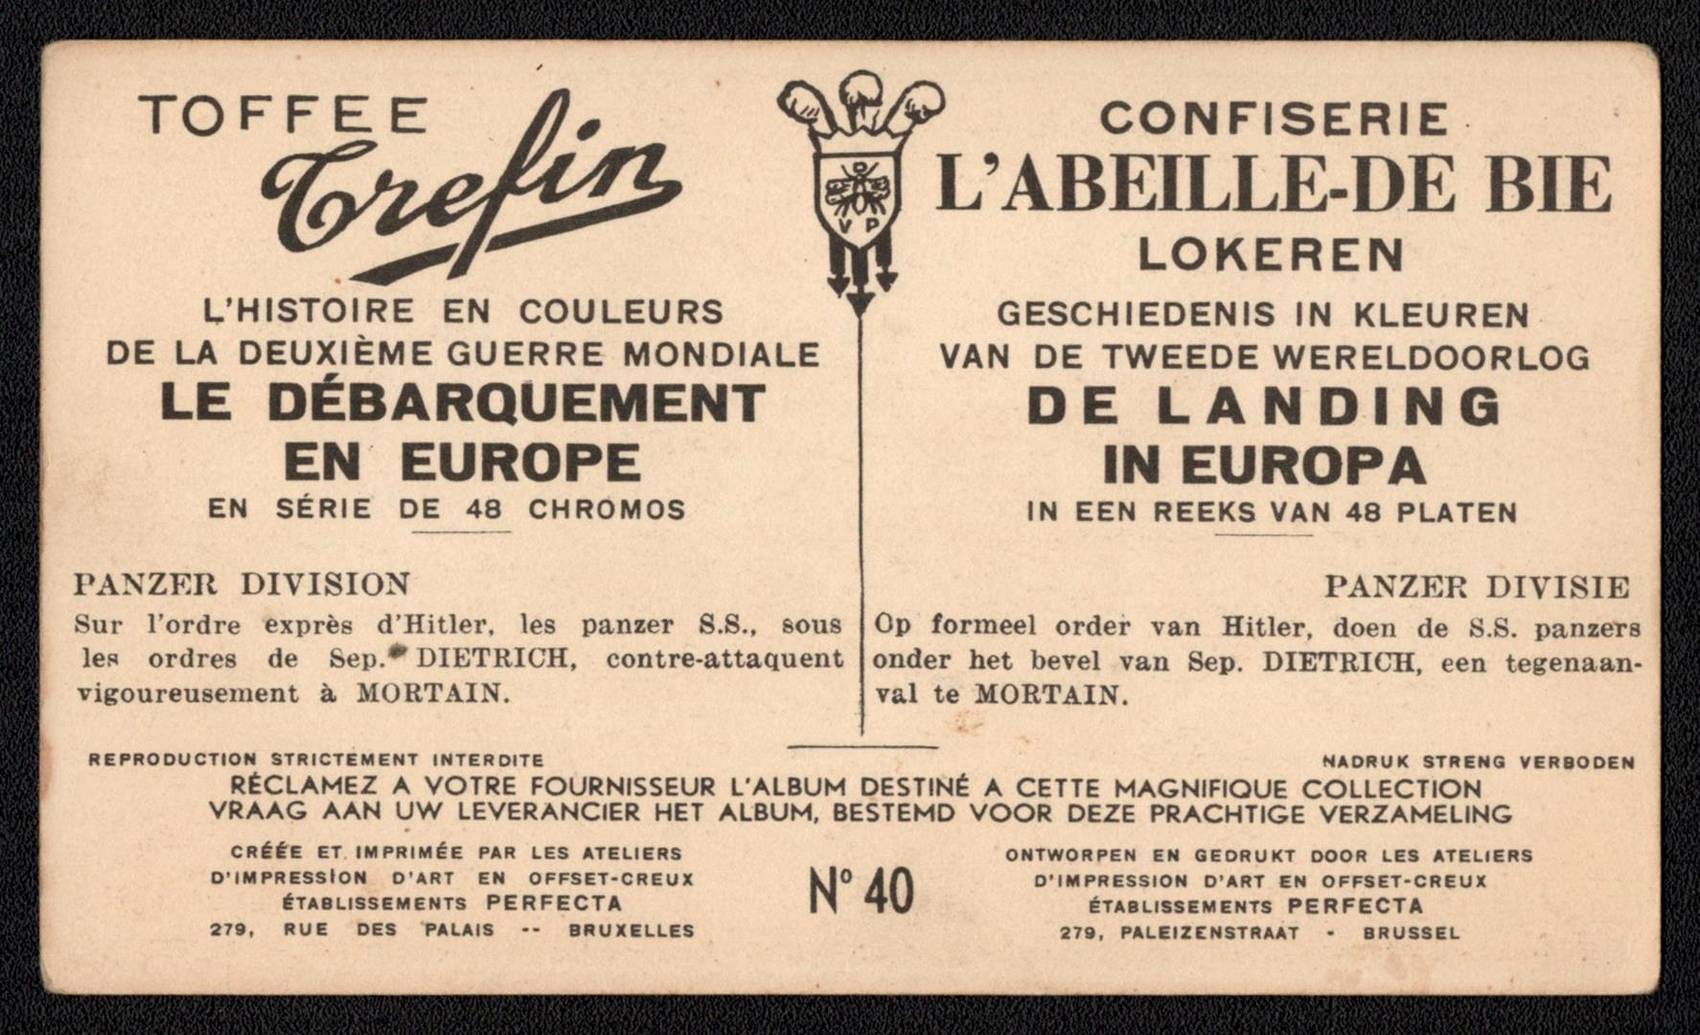 TOFFEE
Trefin
L'HISTOIRE EN COULEURS
DE LA DEUXIÈME GUERRE MONDIALE
LE DÉBARQUEMENT
EN EUROPE
EN SÉRIE DE 48 CHROMOS
PANZER DIVISION
Sur l'ordre exprès d'Hitler, les panzer S.S., sous
les ordres de Sep. DIETRICH, contre-attaquent
vigoureusement à MORTAIN.
REPRODUCTION STRICTEMENT INTERDITE
D
V P
CONFISERIE
L'ABEILLE-DE BIE
LOKEREN
GESCHIEDENIS IN KLEUREN
VAN DE TWEEDE WERELDOORLOG
DE LANDING
IN EUROPA
IN EEN REEKS VAN 48 PLATEN
PANZER DIVISIE
Op formeel order van Hitler, doen de S.S. panzers
onder het bevel van Sep. DIETRICH, een tegenaan-
val te MORTAIN.
NADRUK STRENG VERBODEN
RÉCLAMEZ A VOTRE FOURNISSEUR L'ALBUM DESTINÉ A CETTE MAGNIFIQUE COLLECTION
VRAAG AAN UW LEVERANCIER HET ALBUM, BESTEMD VOOR DEZE PRACHTIGE VERZAMELING
CRÉÉE ET IMPRIMÉE PAR LES ATELIERS
D'IMPRESSION D'ART EN OFFSET-CREUX
ÉTABLISSEMENTS PERFECTA
279, RUE DES PALAIS -- BRUXELLES
N° 40
ONTWORPEN EN GEDRUKT DOOR LES ATELIERS
D'IMPRESSION D'ART EN OFFSET-CREUX
ÉTABLISSEMENTS PERFECTA
279, PALEIZENSTRAAT - BRUSSEL